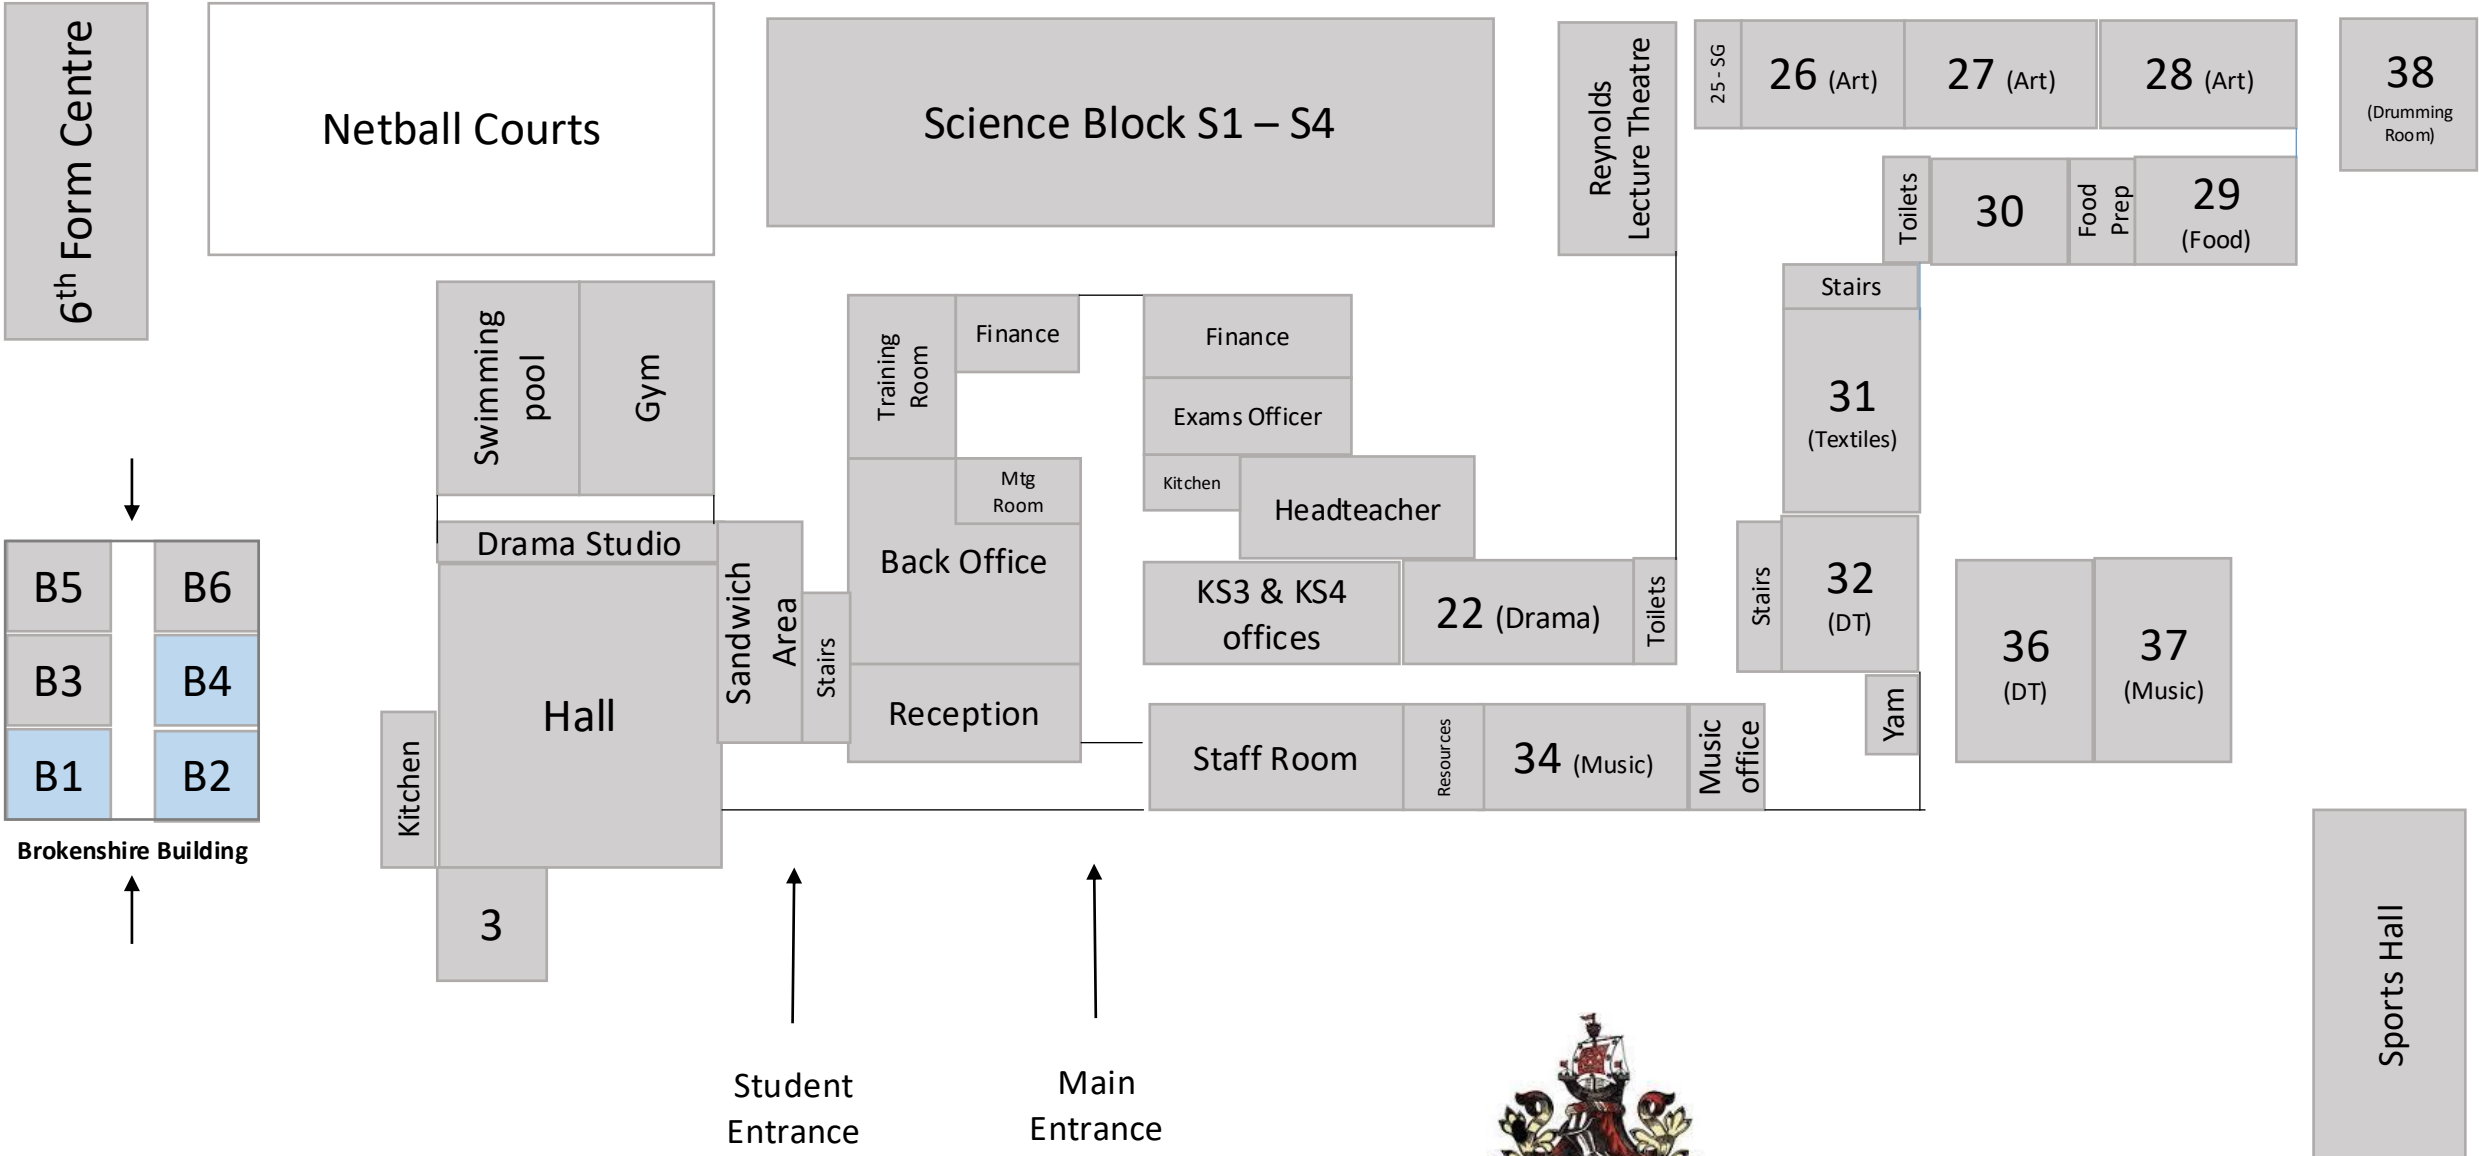 6th Form Centre
Netball Courts
Science Block S1 – S4
Reynolds
Lecture Theatre
25 - SG
26 (Art)
27 (Art)
28 (Art)
38
(Drumming
Room)
Toilets
30
Food
Prep
29
(Food)
Stairs
31
(Textiles)
Swimming
pool
Gym
Training
Room
Finance
Finance
Exams Officer
Kitchen
Headteacher
Mtg
Room
Back Office
Drama Studio
Sandwich
Area
Stairs
Hall
Kitchen
3
Reception
KS3 & KS4
offices
22 (Drama)
Toilets
Stairs
32
(DT)
36
(DT)
37
(Music)
Yam
Staff Room
Resources
34 (Music)
Music
office
B5
B6
B3
B4
B1
B2
Brokenshire Building
Student
Entrance
Main
Entrance
Sports Hall